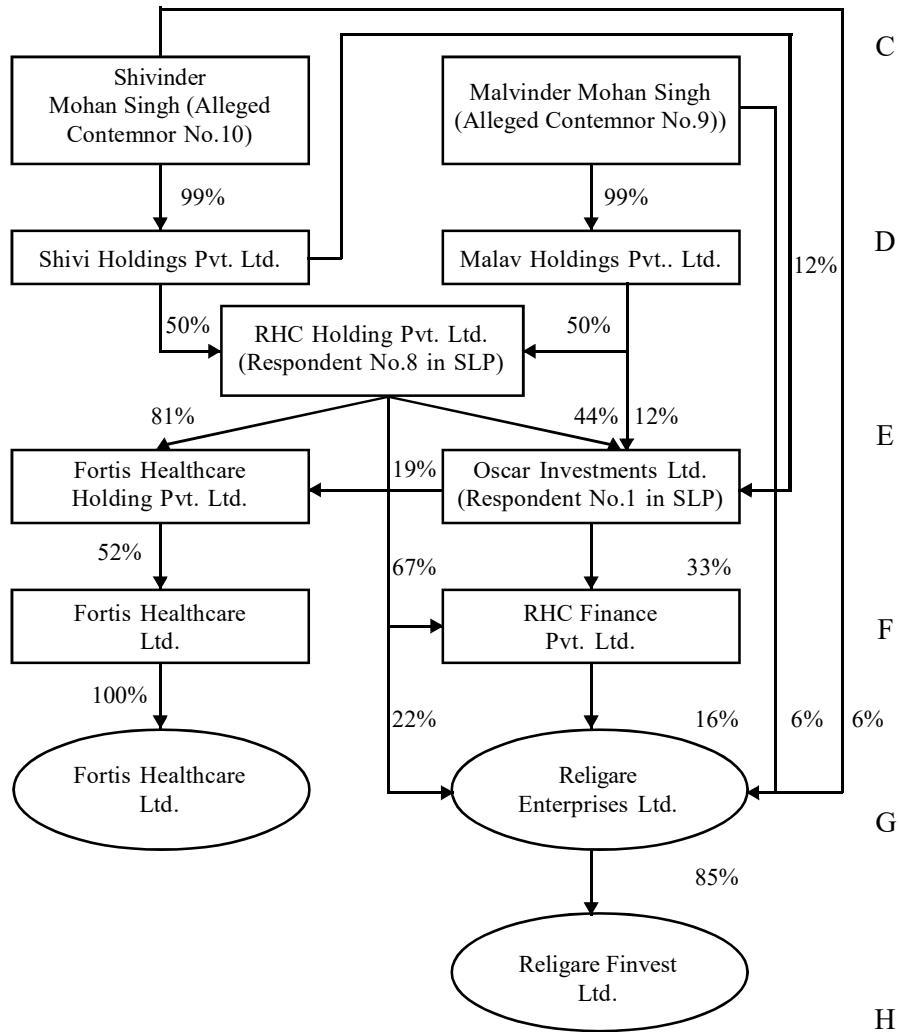 C
Shivinder
Mohan Singh (Alleged
Contemnor No.10)
Malvinder Mohan Singh
(Alleged Contemnor No.9))
99%
99%
D
Shivi Holdings Pvt. Ltd.
Malav Holdings Pvt.. Ltd.
12%
50%
RHC Holding Pvt. Ltd.
(Respondent No.8 in SLP)
50%
81%
44%
12%
E
Fortis Healthcare
Holding Pvt. Ltd.
19%
Oscar Investments Ltd.
(Respondent No.1 in SLP)
52%
67%
33%
Fortis Healthcare
Ltd.
RHC Finance
Pvt. Ltd.
F
100%
22%
16%
6%
6%
Fortis Healthcare
Ltd.
Religare
Enterprises Ltd.
G
85%
Religare Finvest
Ltd.
H